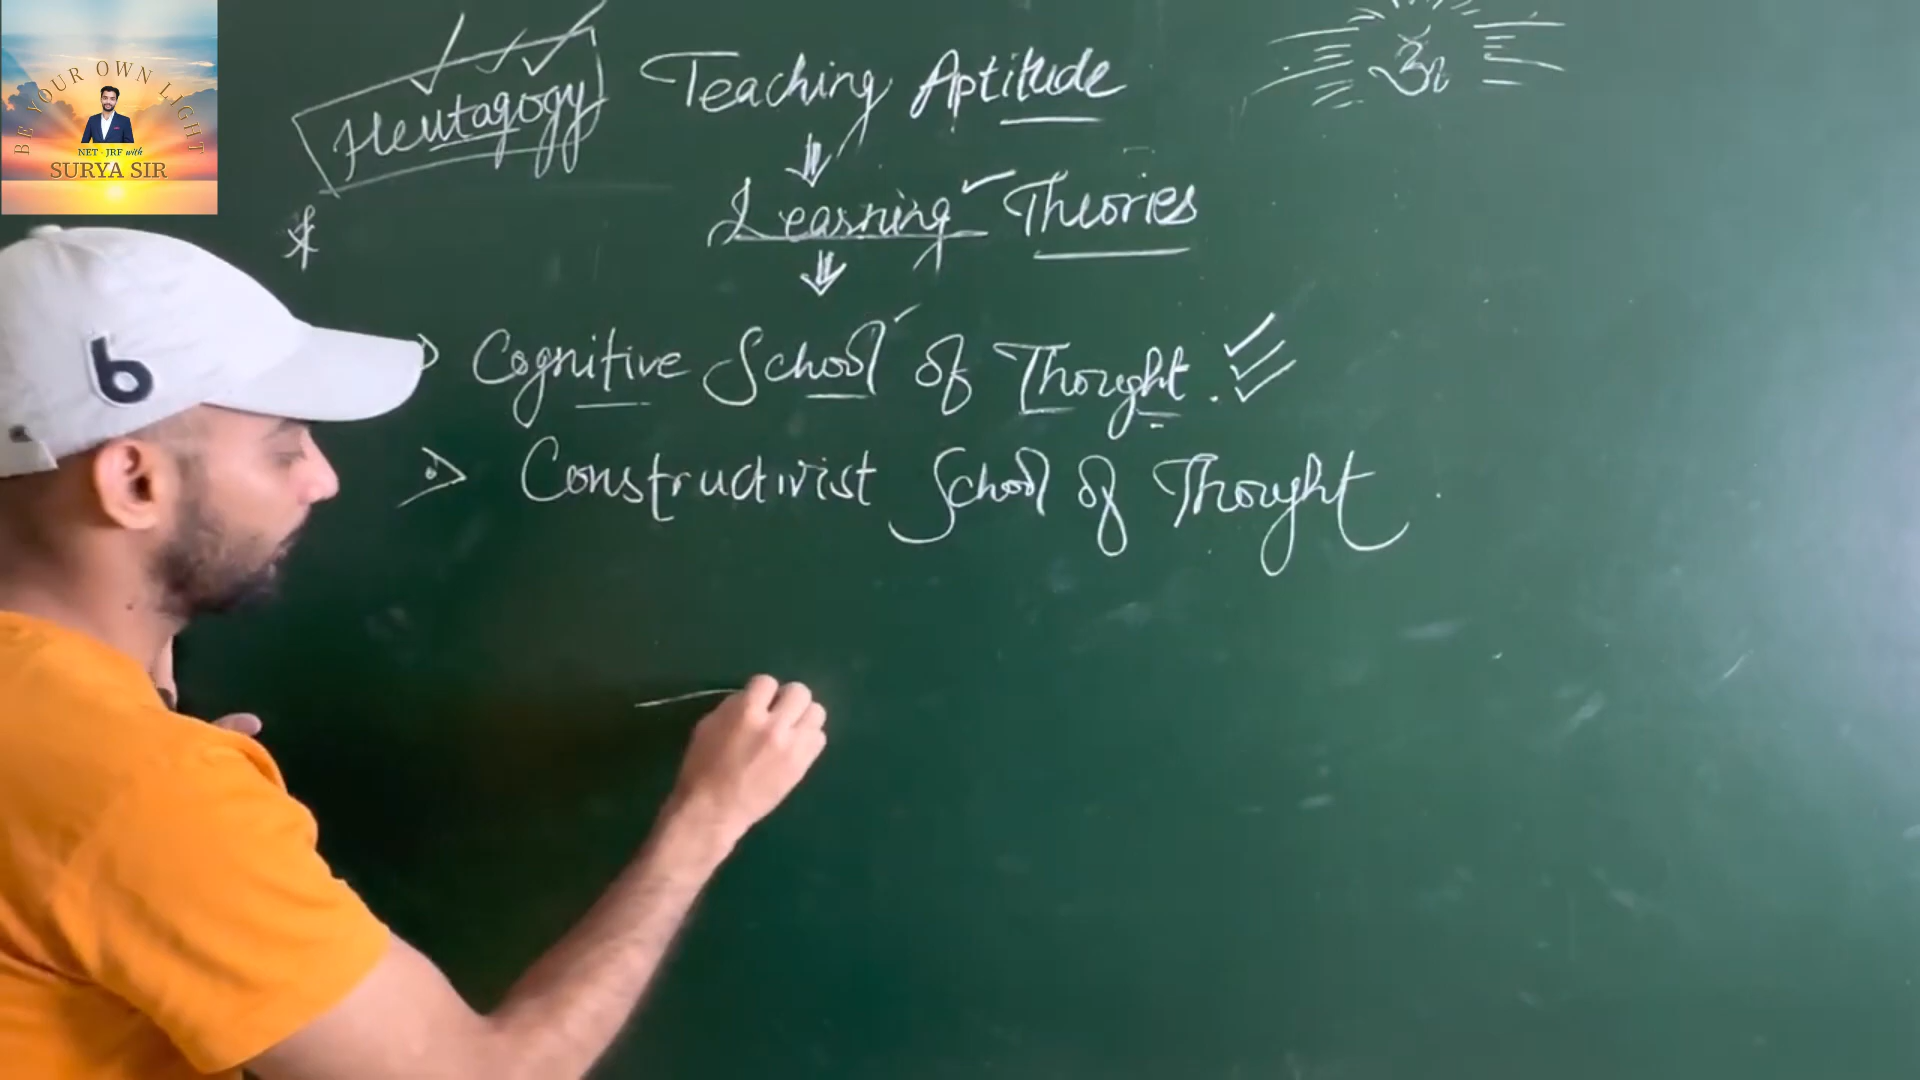 BE YOUR OWN LIGHT
NET - JRF with
SURYA SIR
b
Heutagogy
Teaching Aptitude
Learning Theories
Cognitive School of Thought.
Constructivist School of Thought